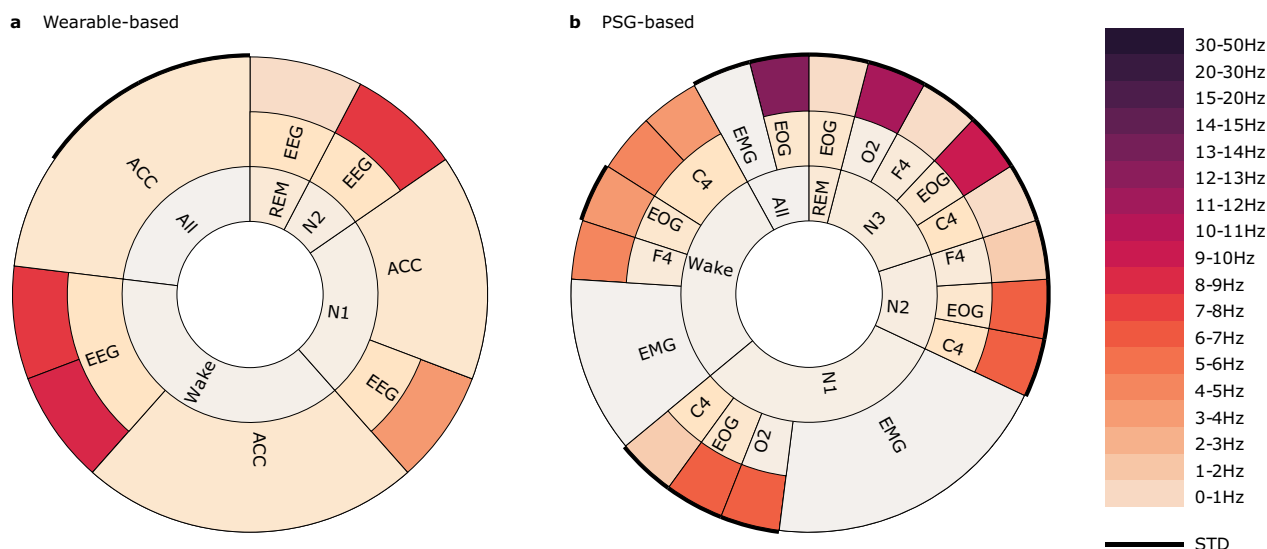 a Wearable-based
b PSG-based
ACC
All
EEG
REM
EEG
N2
ACC
N1
EEG
ACC
Wake
EEG
EMG
EOG
All
EOG
REM
O2
F4
EOG
C4
N3
F4
EOG
C4
N2
EMG
N1
O2
EOG
C4
EMG
Wake
F4
EOG
C4
30-50Hz
20-30Hz
15-20Hz
14-15Hz
13-14Hz
12-13Hz
11-12Hz
10-11Hz
9-10Hz
8-9Hz
7-8Hz
6-7Hz
5-6Hz
4-5Hz
3-4Hz
2-3Hz
1-2Hz
0-1Hz
STD